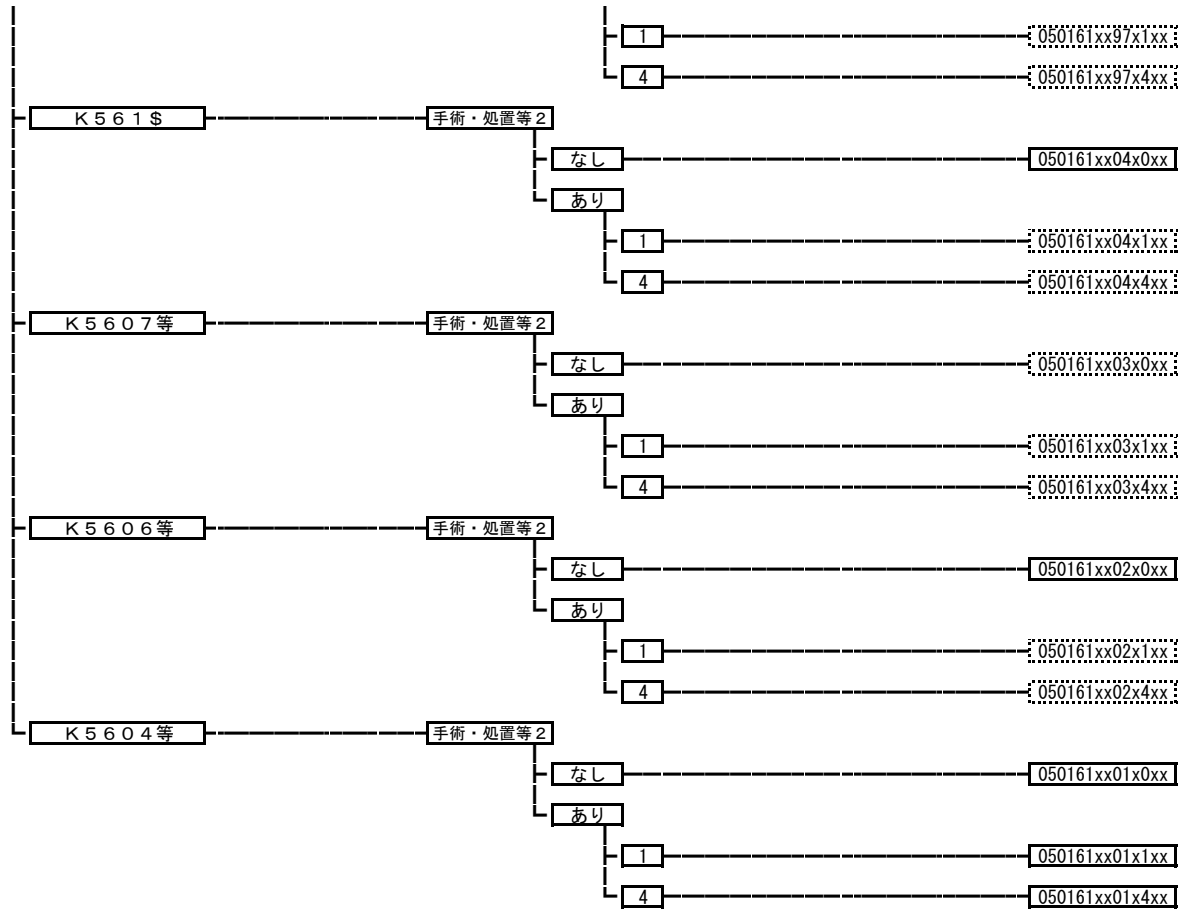 1 050161xx97x1xx
4 050161xx97x4xx
K561$ 手術・処置等2
なし 050161xx04x0xx
あり
1 050161xx04x1xx
4 050161xx04x4xx
K5607等 手術・処置等2
なし 050161xx03x0xx
あり
1 050161xx03x1xx
4 050161xx03x4xx
K5606等 手術・処置等2
なし 050161xx02x0xx
あり
1 050161xx02x1xx
4 050161xx02x4xx
K5604等 手術・処置等2
なし 050161xx01x0xx
あり
1 050161xx01x1xx
4 050161xx01x4xx